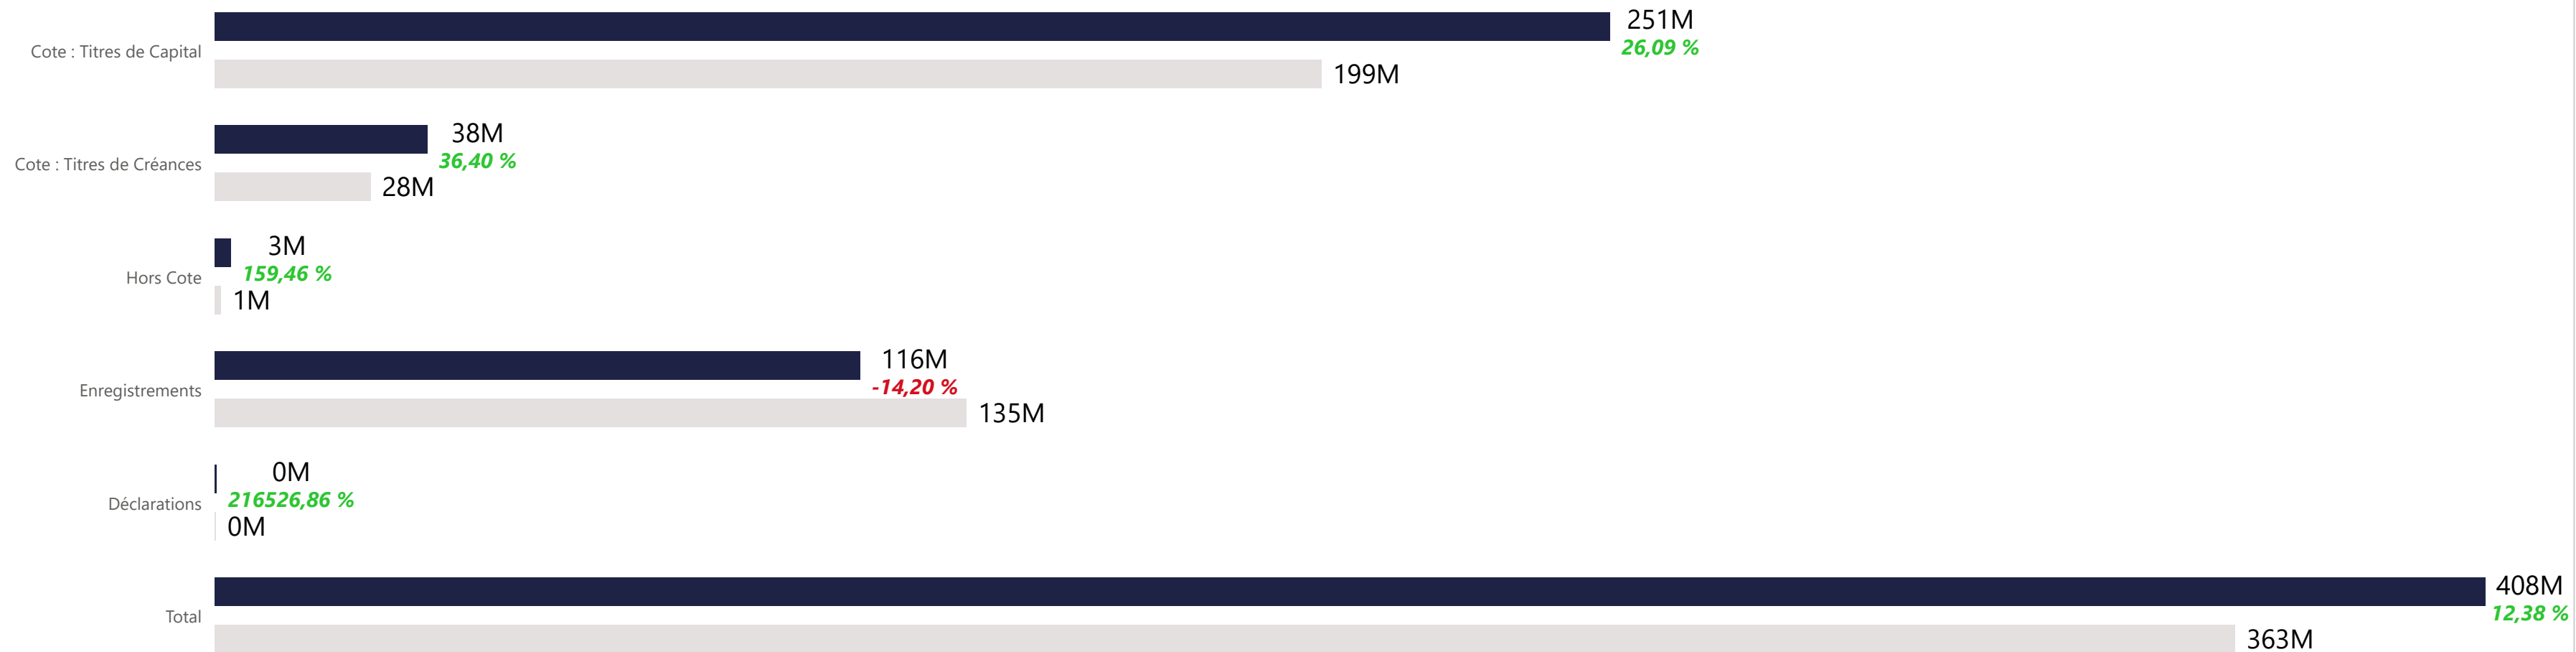 251M
26,09 %
Cote : Titres de Capital
199M
38M
36,40 %
Cote : Titres de Créances
28M
3M
159,46 %
Hors Cote
1M
116M
-14,20 %
Enregistrements
135M
0M
216526,86 %
Déclarations
0M
408M
12,38 %
Total
363M